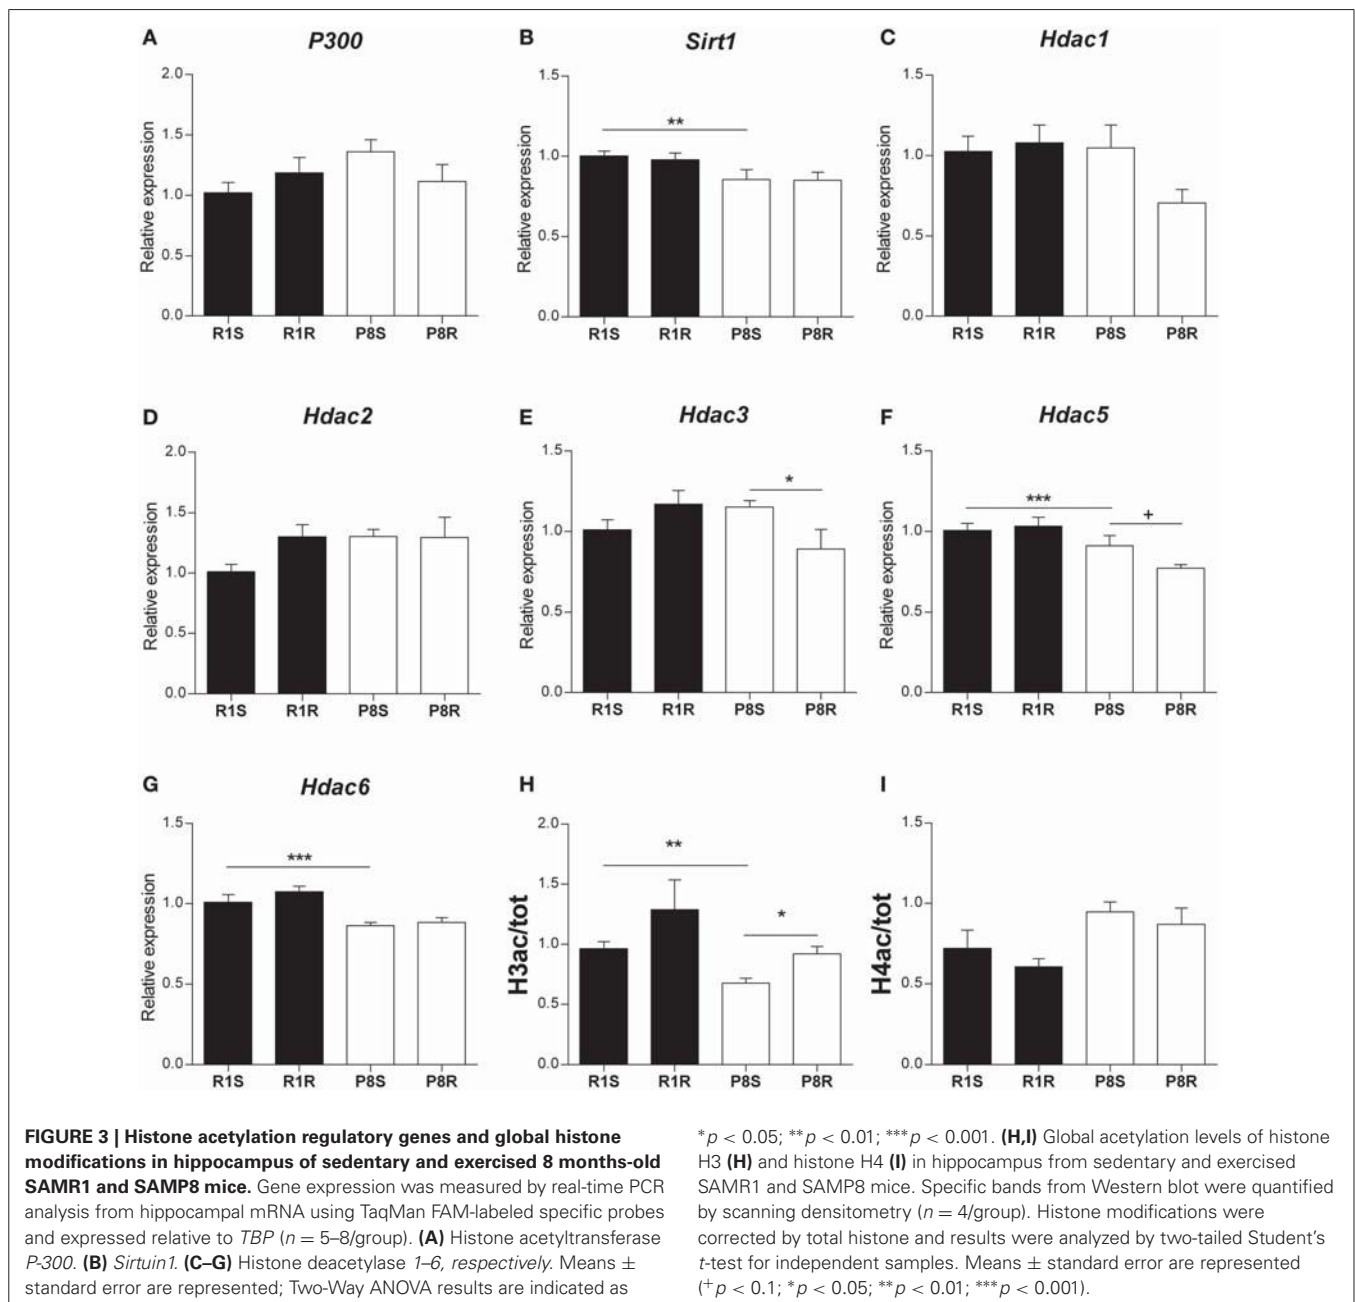 A
P300
Relative expression
2.0
1.5
1.0
0.5
0.0
R1S R1R P8S P8R
B
Sirt1
Relative expression
1.5
1.0
0.5
0.0
**
R1S R1R P8S P8R
C
Hdac1
Relative expression
1.5
1.0
0.5
0.0
R1S R1R P8S P8R
D
Hdac2
Relative expression
2.0
1.5
1.0
0.5
0.0
R1S R1R P8S P8R
E
Hdac3
Relative expression
1.5
1.0
0.5
0.0
*
R1S R1R P8S P8R
F
Hdac5
Relative expression
1.5
1.0
0.5
0.0
***
+
R1S R1R P8S P8R
G
Hdac6
Relative expression
1.5
1.0
0.5
0.0
***
R1S R1R P8S P8R
H
H3ac/tot
2.0
1.5
1.0
0.5
0.0
**
*
R1S R1R P8S P8R
I
H4ac/tot
1.5
1.0
0.5
0.0
R1S R1R P8S P8R
FIGURE 3 | Histone acetylation regulatory genes and global histone
modifications in hippocampus of sedentary and exercised 8 months-old
SAMR1 and SAMP8 mice. Gene expression was measured by real-time PCR
analysis from hippocampal mRNA using TaqMan FAM-labeled specific probes
and expressed relative to TBP (n = 5–8/group). (A) Histone acetyltransferase
P-300. (B) Sirtuin1. (C–G) Histone deacetylase 1–6, respectively. Means ±
standard error are represented; Two-Way ANOVA results are indicated as
*p < 0.05; **p < 0.01; ***p < 0.001. (H,I) Global acetylation levels of histone
H3 (H) and histone H4 (I) in hippocampus from sedentary and exercised
SAMR1 and SAMP8 mice. Specific bands from Western blot were quantified
by scanning densitometry (n = 4/group). Histone modifications were
corrected by total histone and results were analyzed by two-tailed Student's
t-test for independent samples. Means ± standard error are represented
(+p < 0.1; *p < 0.05; **p < 0.01; ***p < 0.001).